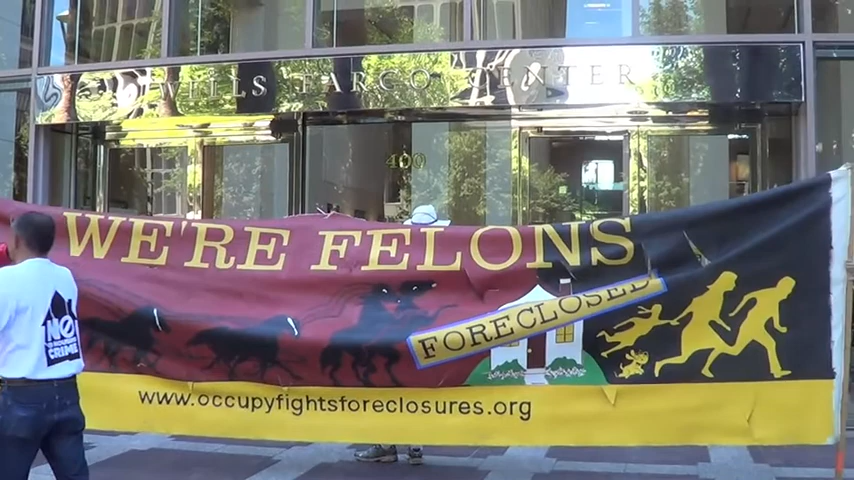 WELLS FARGO CENTER
400
WE'RE FELONS
FORECLOSED
NO
CRIME
www.occupyfightsforeclosures.org